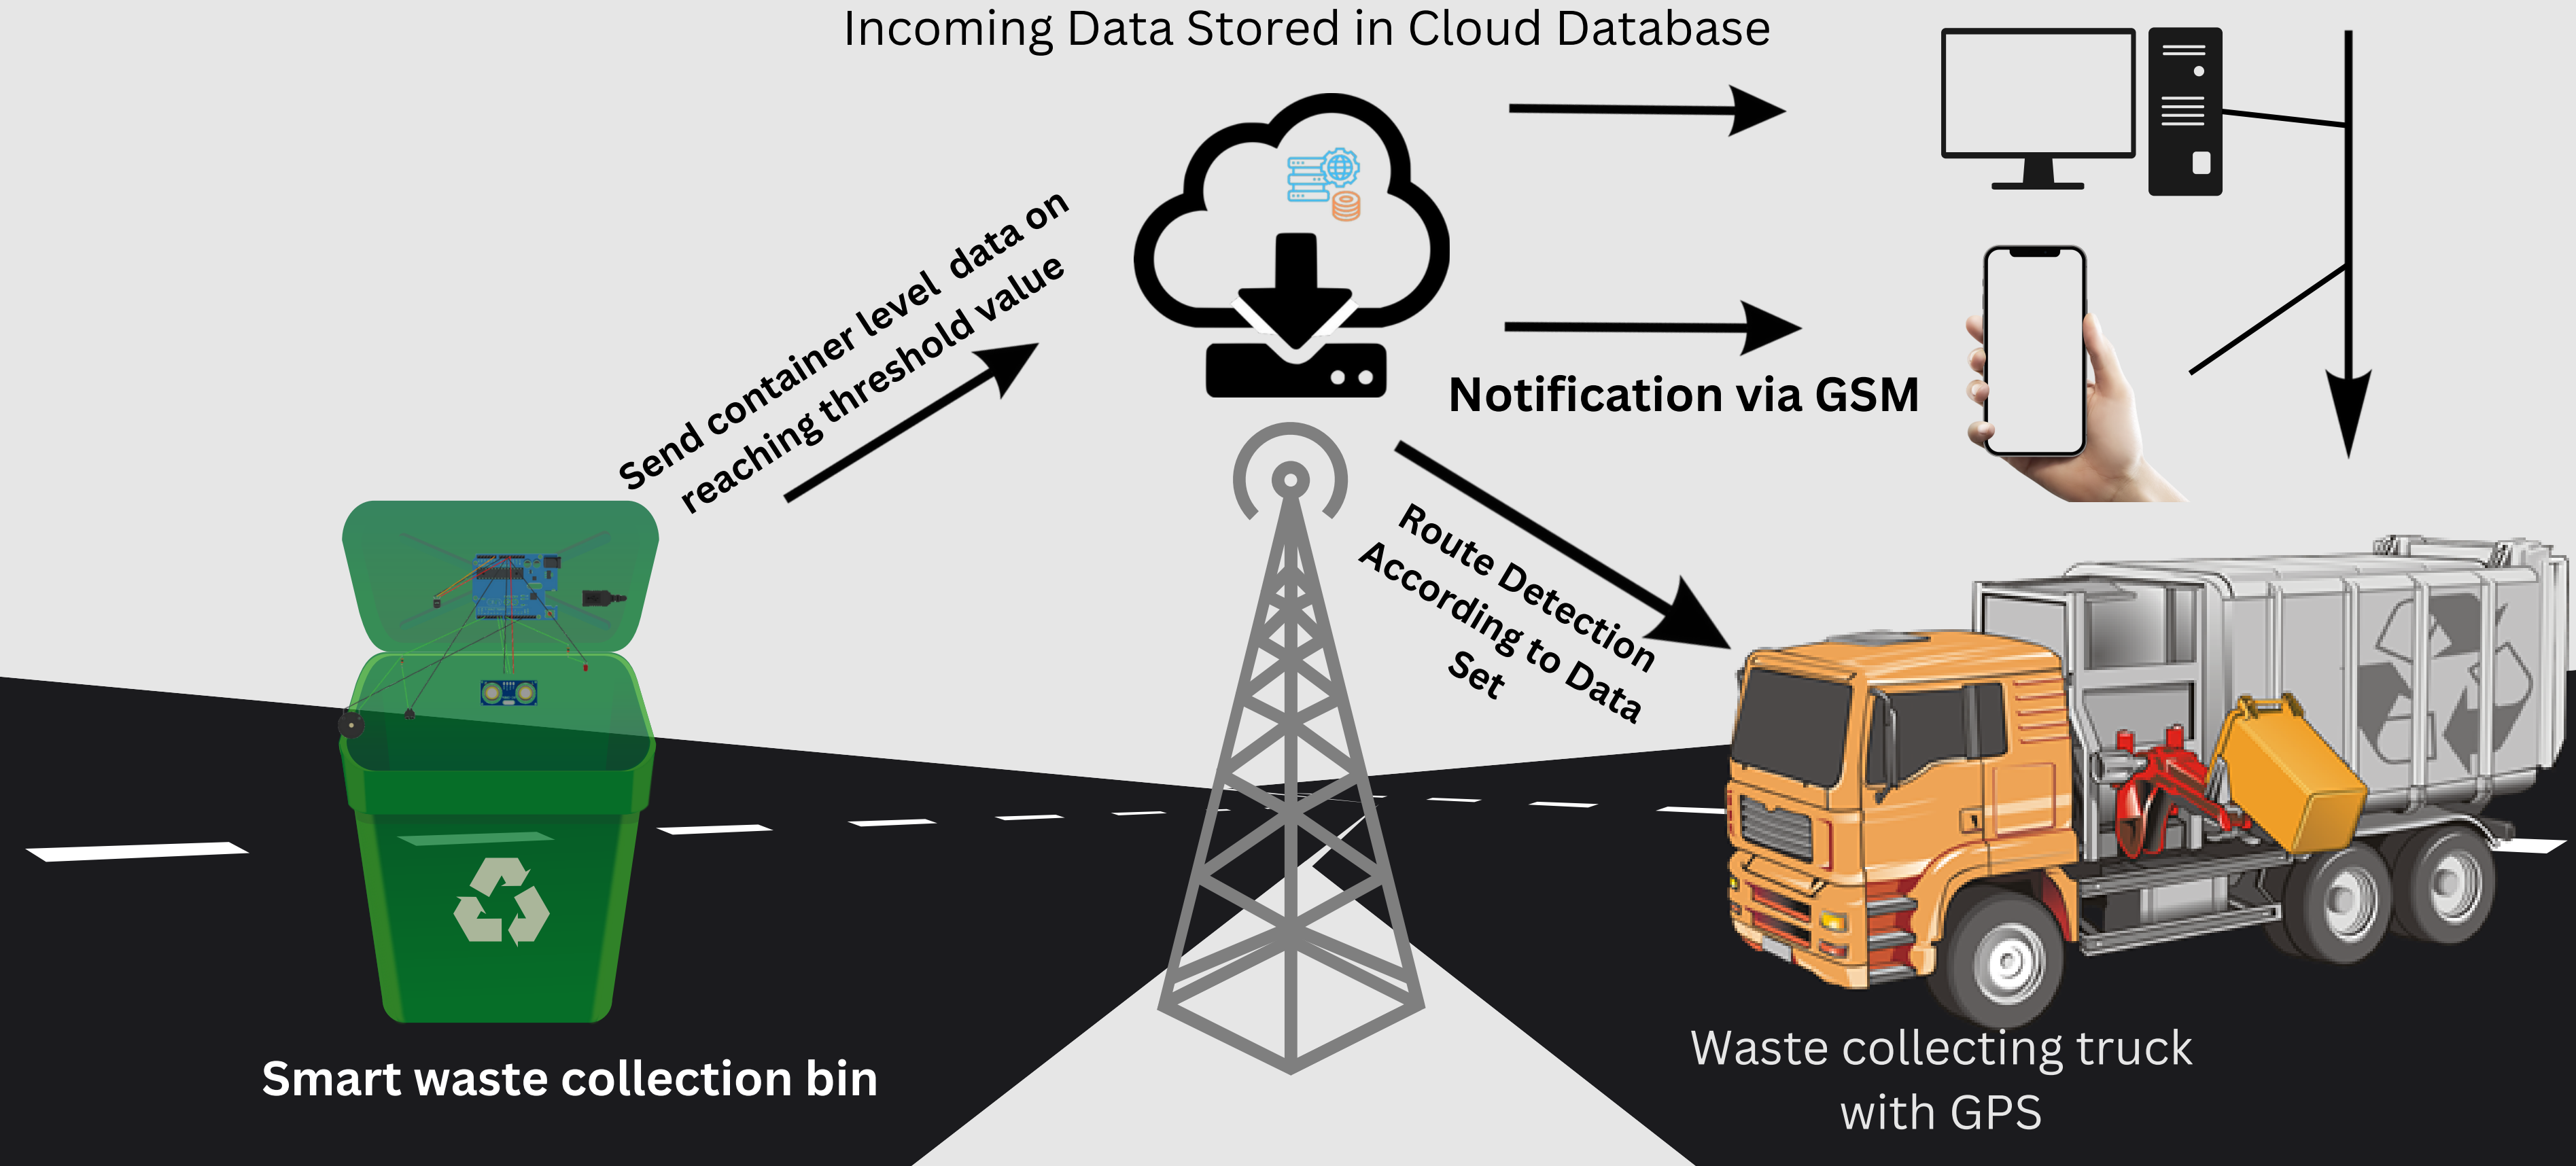 Incoming Data Stored in Cloud Database
Send container level data on
reaching threshold value
Notification via GSM
Route Detection
According to Data
Set
Smart waste collection bin
Waste collecting truck
with GPS